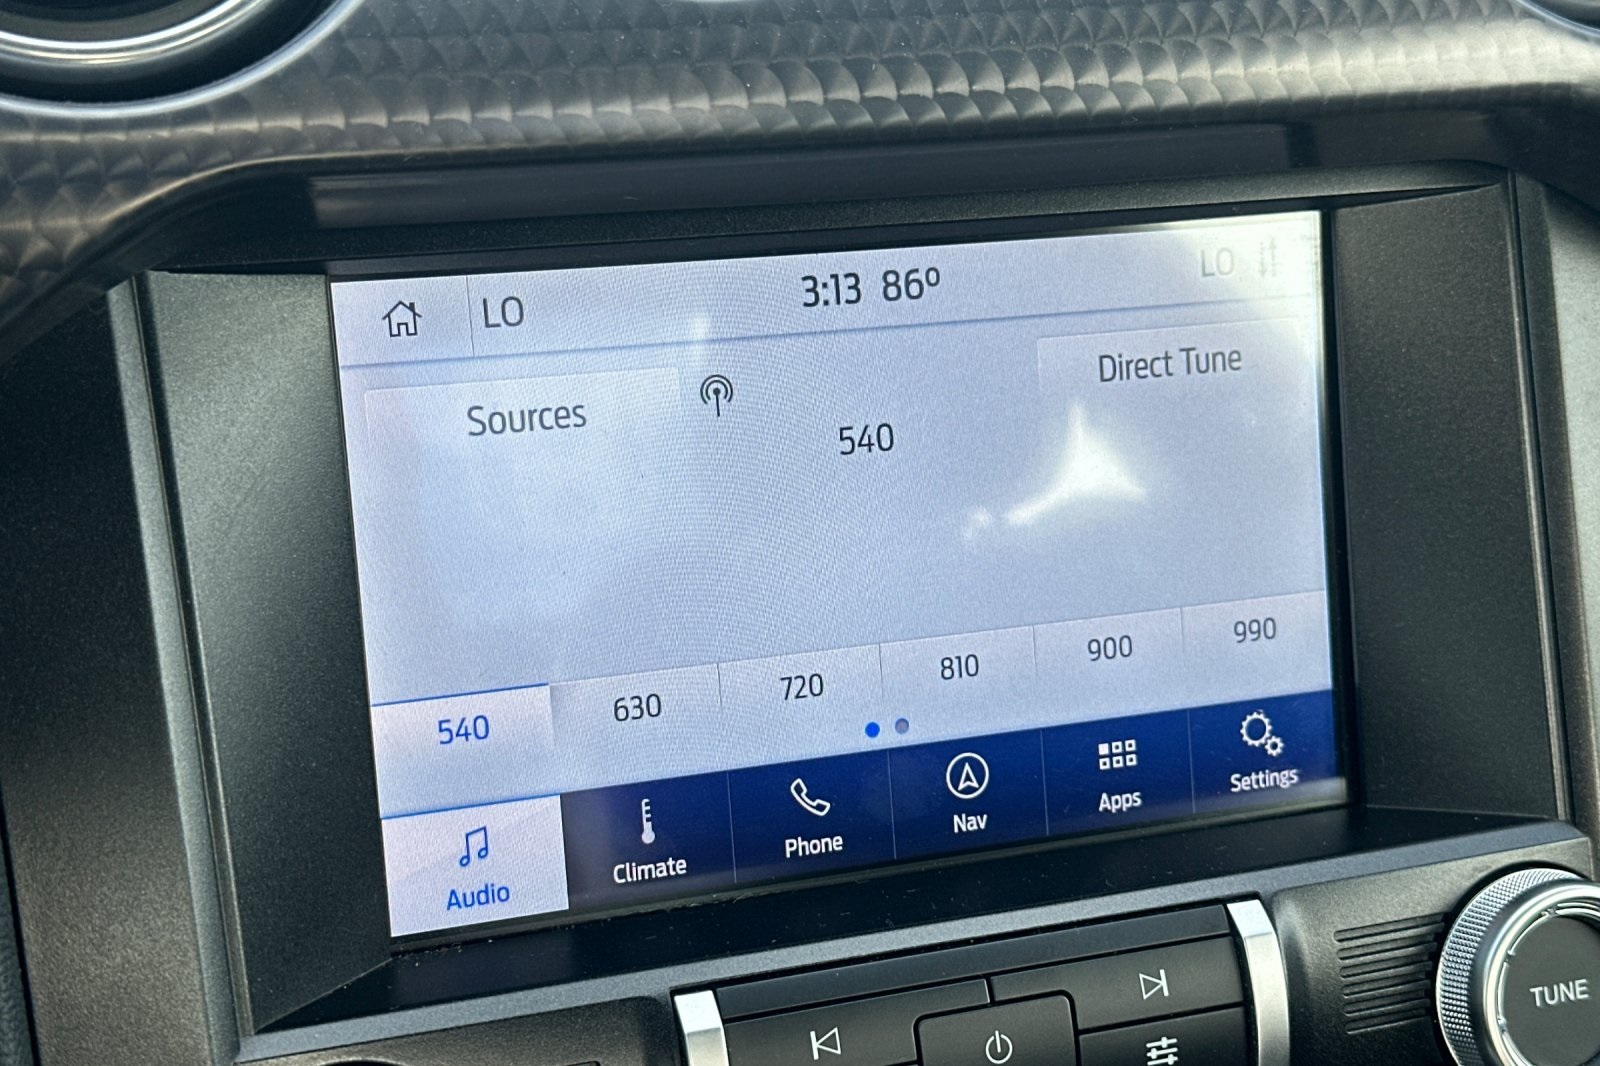 LO
3:13 86º
LO
Sources
Direct Tune
540
540
630
720
810
900
990
Audio
Climate
Phone
Nav
Apps
Settings
TUNE